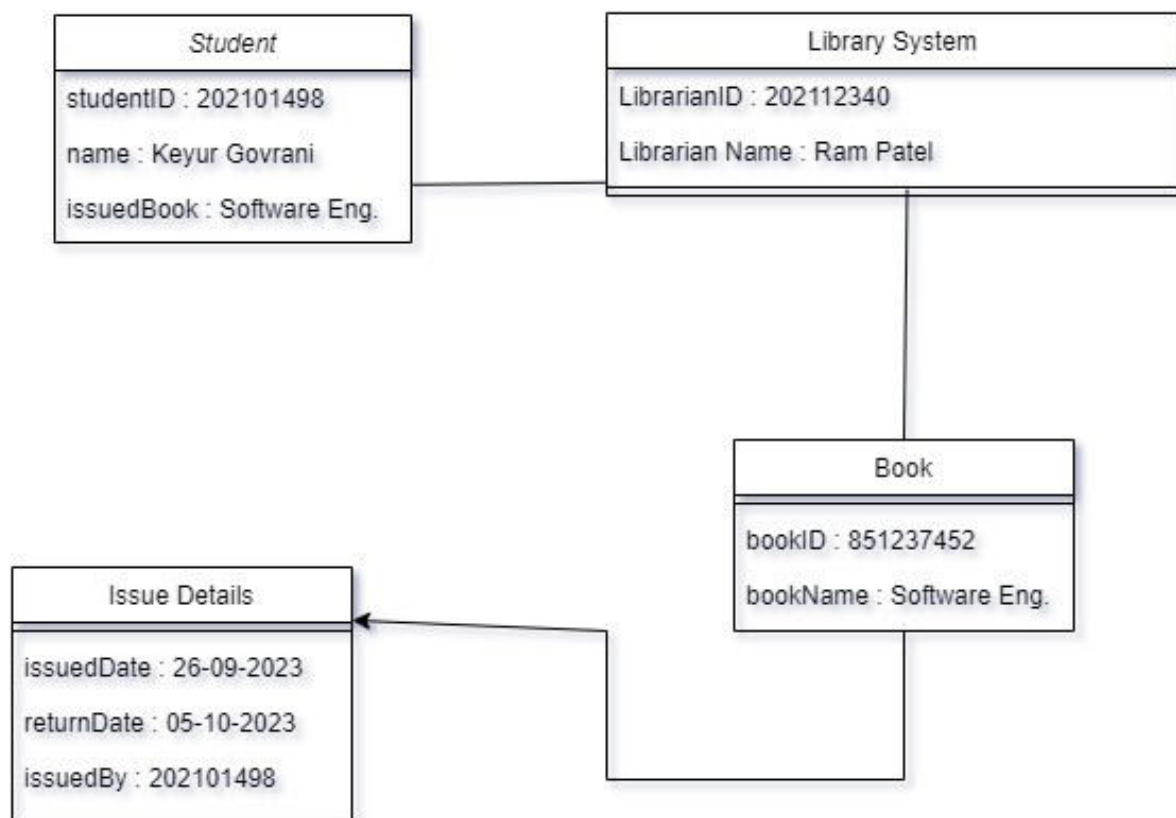 Student
studentID : 202101498
name : Keyur Govrani
issuedBook : Software Eng.
Library System
LibrarianID : 202112340
Librarian Name : Ram Patel
Book
bookID : 851237452
bookName : Software Eng.
Issue Details
issuedDate : 26-09-2023
returnDate : 05-10-2023
issuedBy : 202101498